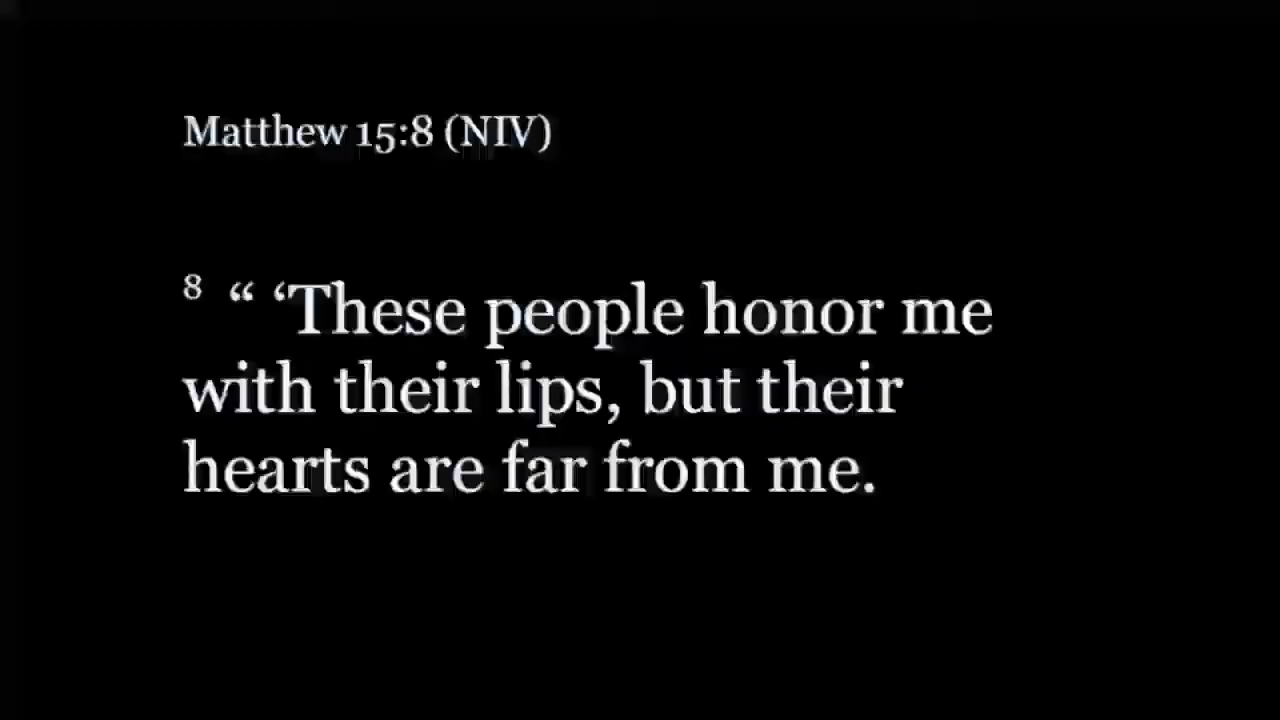 Matthew 15:8 (NIV)
8 “ ‘These people honor me
with their lips, but their
hearts are far from me.